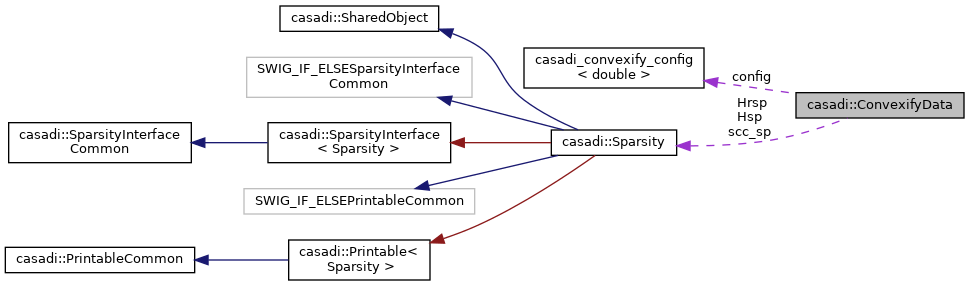 casadi::SharedObject
SWIG_IF_ELSESparsityInterface
Common
casadi_convexify_config
< double >
config
casadi::ConvexifyData
Hrsp
Hsp
scc_sp
casadi::SparsityInterface
Common
casadi::SparsityInterface
< Sparsity >
casadi::Sparsity
SWIG_IF_ELSEPrintableCommon
casadi::PrintableCommon
casadi::Printable<
Sparsity >